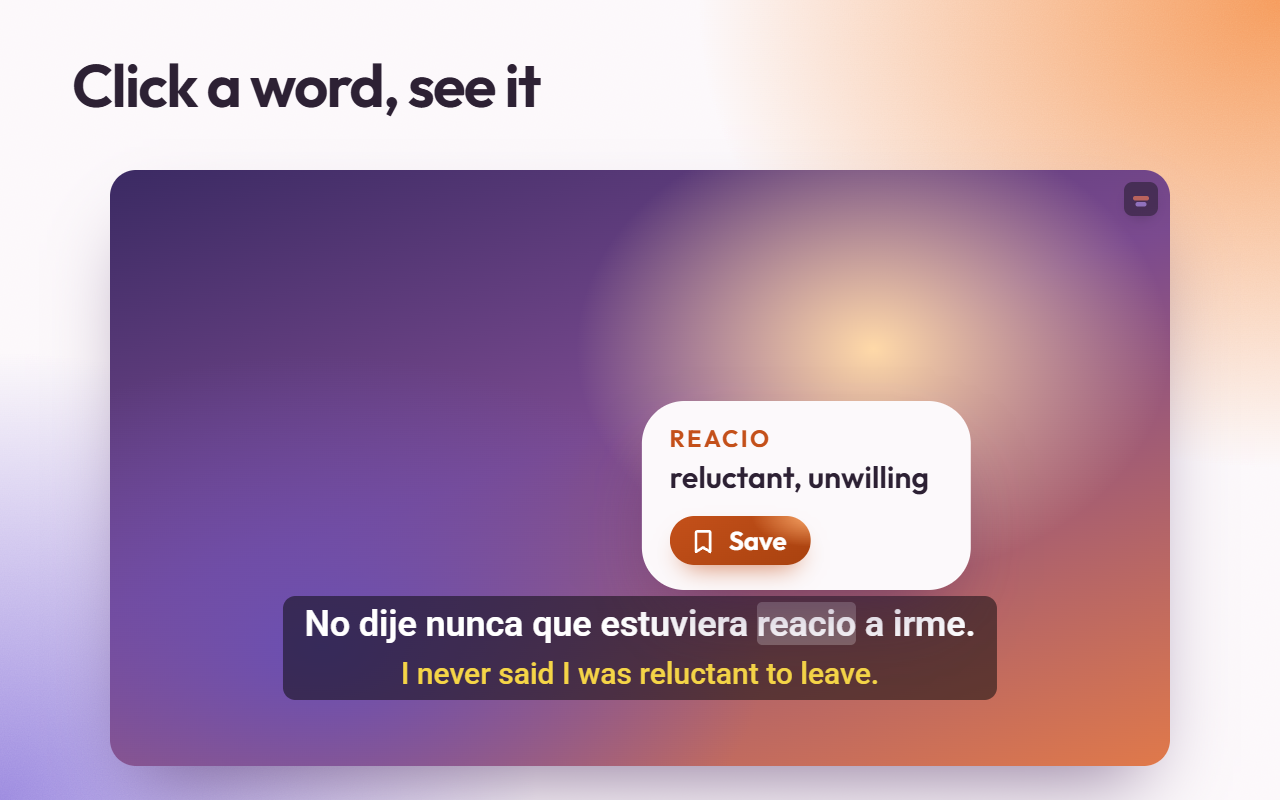 Click a word, see it
REACIO
reluctant, unwilling
Save
No dije nunca que estuviera reacio a irme.
I never said I was reluctant to leave.